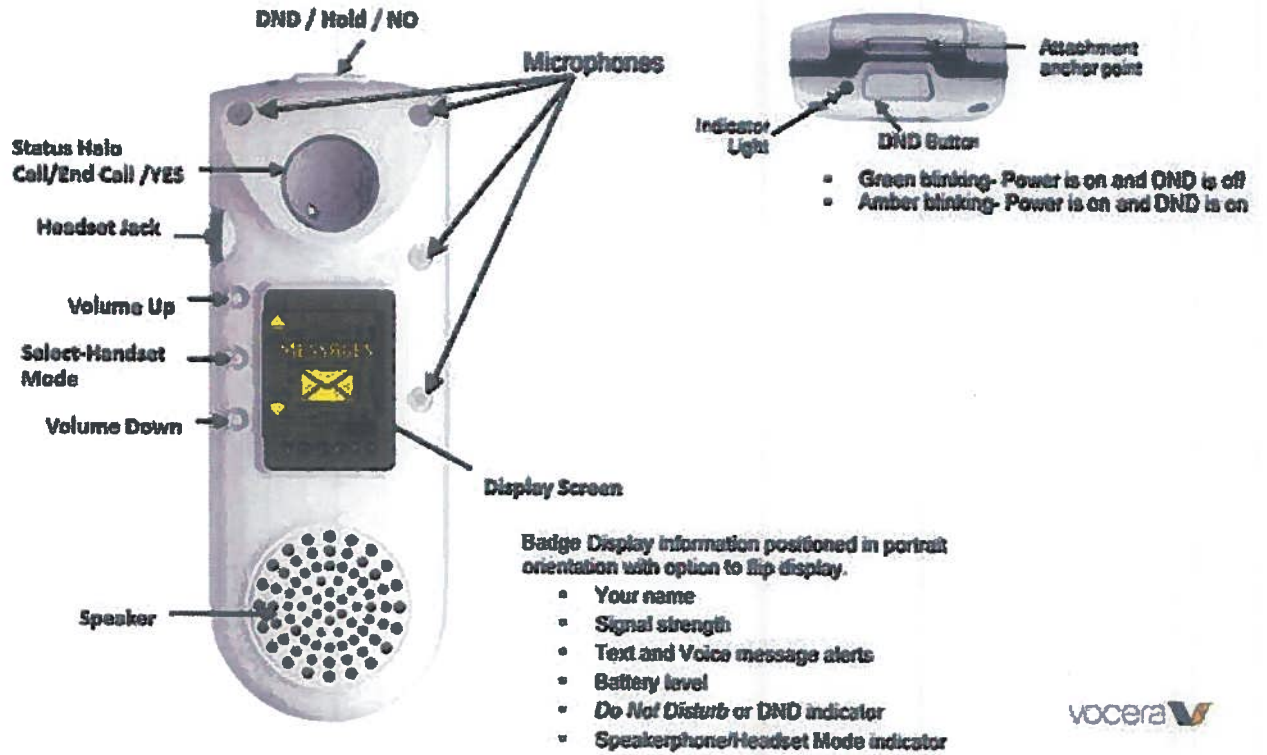 DND / Hold / NO
Microphones
Status Halo
Call/End Call /YES
Headset Jack
Volume Up
Select-Handset
Mode
Volume Down
MESSAGES
Display Screen
Speaker
Attachment
anchor point
Indicator
Light
DND Button
▪ Green blinking- Power is on and DND is off
▪ Amber blinking- Power is on and DND is on
Badge Display information positioned in portrait
orientation with option to flip display.
▪ Your name
▪ Signal strength
▪ Text and Voice message alerts
▪ Battery level
▪ Do Not Disturb or DND indicator
▪ Speakerphone/Headset Mode indicator
vocera